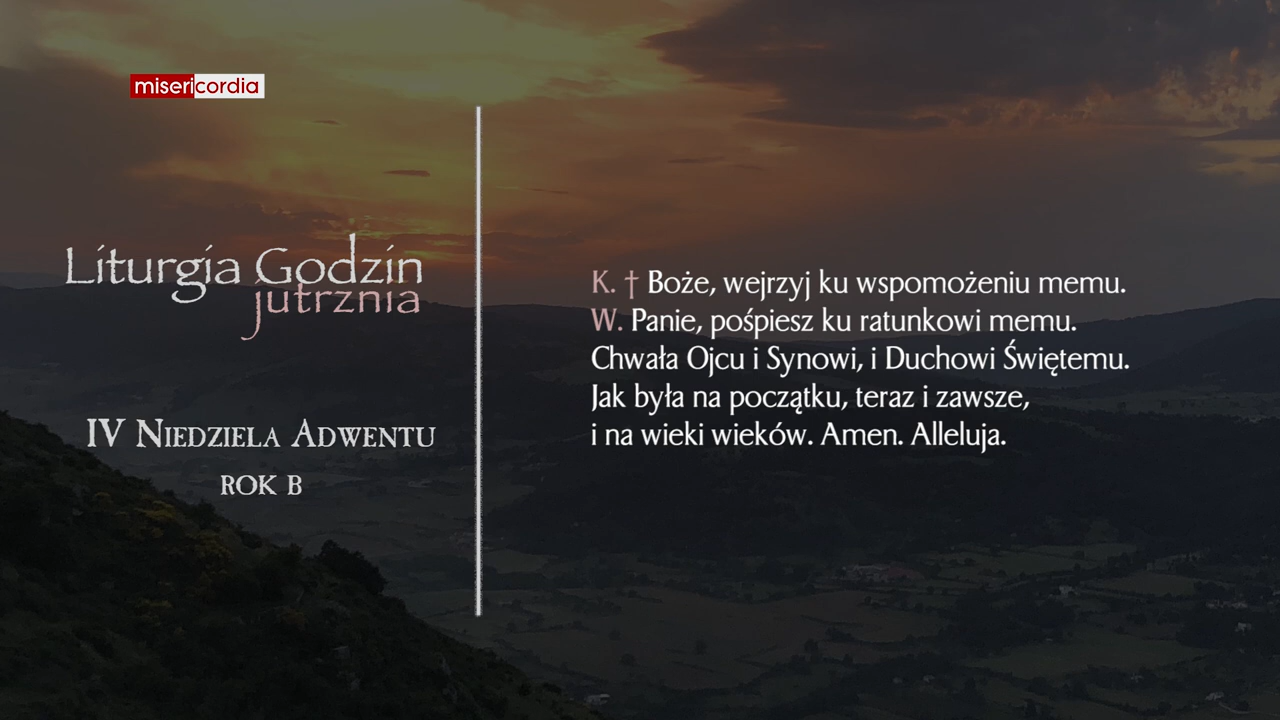 misericordia
Liturgia Godzin
jutrznia
IV Niedziela Adwentu
ROK B
K. † Boże, wejrzyj ku wspomożeniu memu.
W. Panie, pośpiesz ku ratunkowi memu.
Chwała Ojcu i Synowi, i Duchowi Świętemu.
Jak była na początku, teraz i zawsze,
i na wieki wieków. Amen. Alleluja.